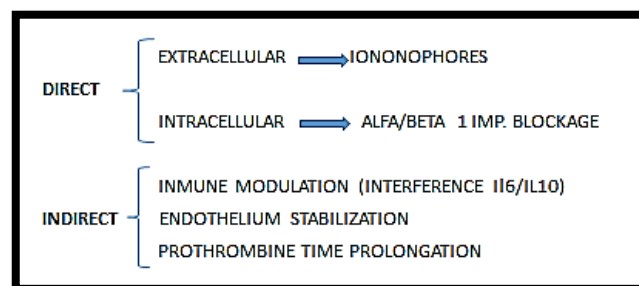 EXTRACELLULAR IONONOPHORES
DIRECT
INTRACELLULAR ALFA/BETA 1 IMP. BLOCKAGE
INMUNE MODULATION (INTERFERENCE Il6/IL10)
INDIRECT ENDOTHELIUM STABILIZATION
PROTHROMBINE TIME PROLONGATION